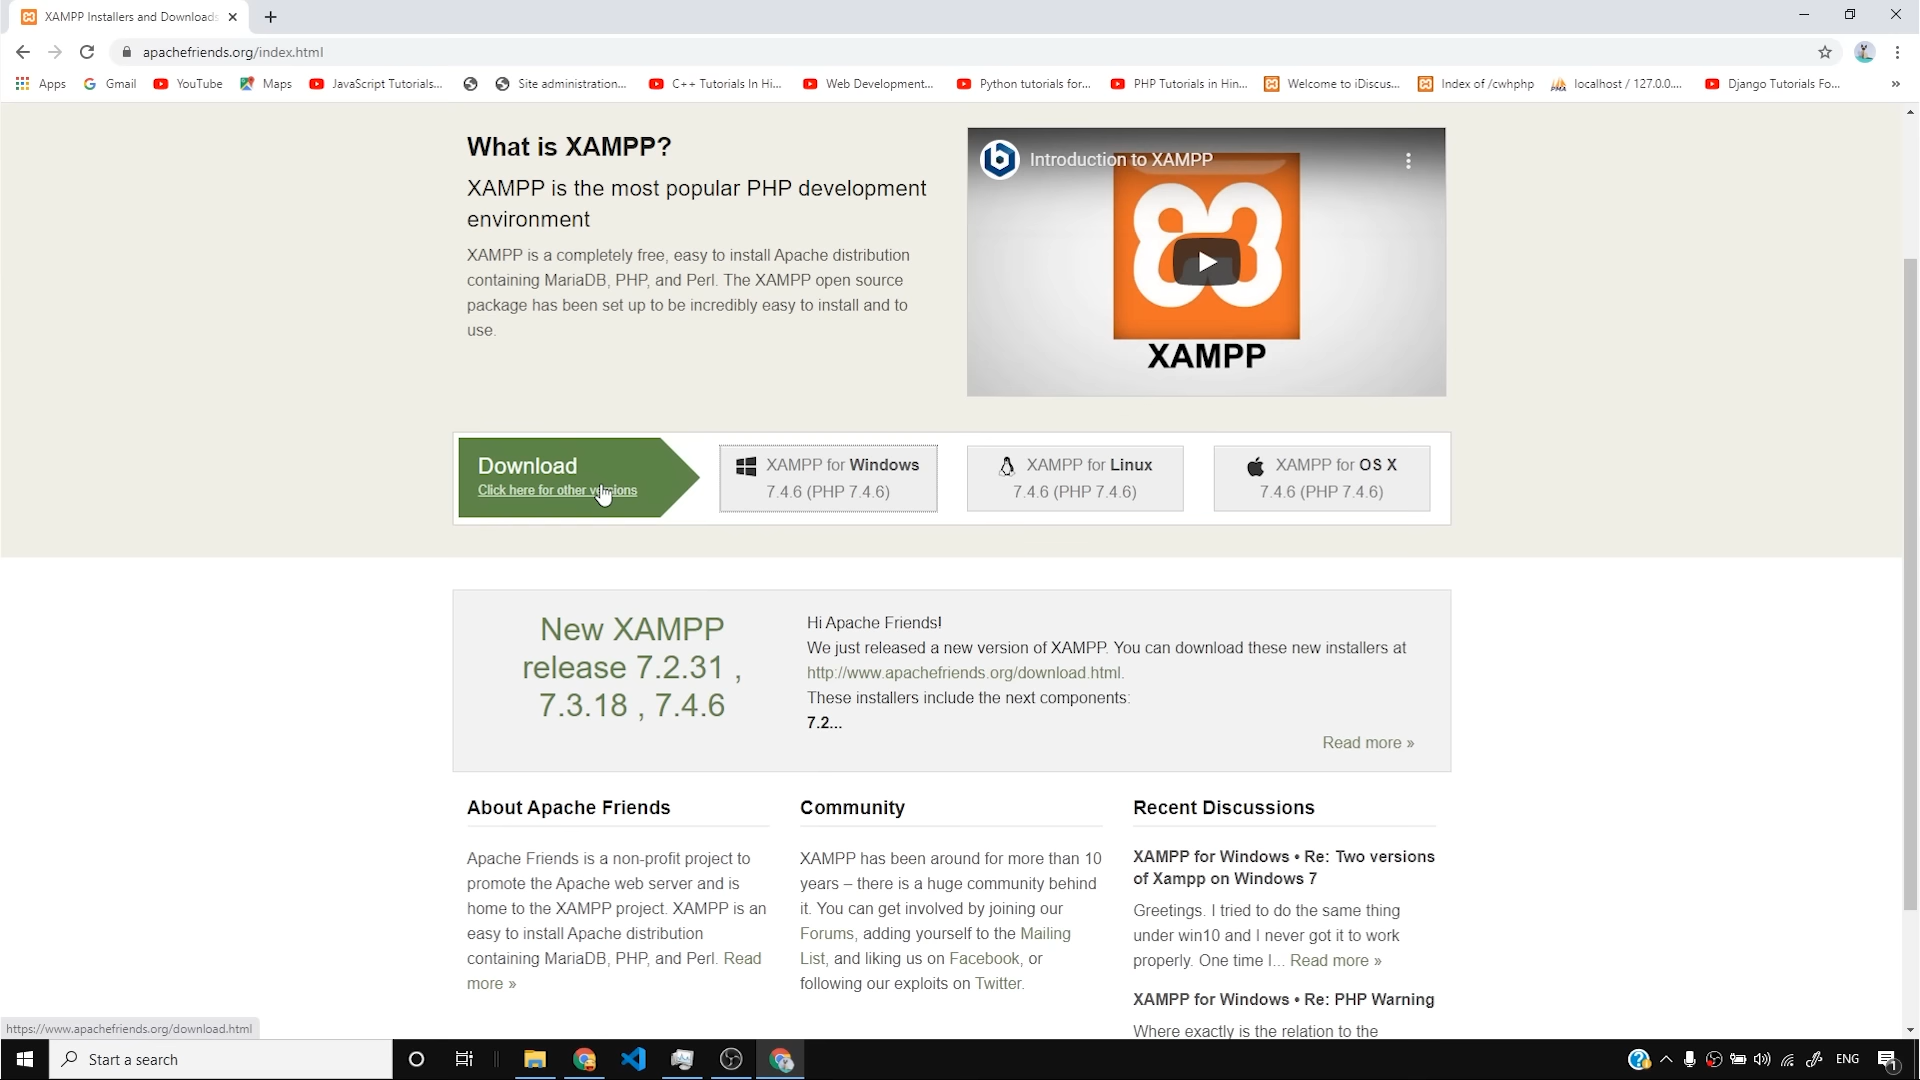 XAMPP Installers and Downloads
apachefriends.org/index.html
Apps
Gmail
YouTube
Maps
JavaScript Tutorials...
Site administration...
C++ Tutorials In Hi...
Web Development...
Python tutorials for...
PHP Tutorials in Hin...
Welcome to iDiscus...
Index of /cwhphp
localhost / 127.0.0....
Django Tutorials Fo...
»
What is XAMPP?
XAMPP is the most popular PHP development
environment
XAMPP is a completely free, easy to install Apache distribution
containing MariaDB, PHP, and Perl. The XAMPP open source
package has been set up to be incredibly easy to install and to
use.
Introduction to XAMPP
XAMPP
Download
Click here for other versions
XAMPP for Windows
7.4.6 (PHP 7.4.6)
XAMPP for Linux
7.4.6 (PHP 7.4.6)
XAMPP for OS X
7.4.6 (PHP 7.4.6)
New XAMPP
release 7.2.31 ,
7.3.18 , 7.4.6
Hi Apache Friends!
We just released a new version of XAMPP. You can download these new installers at
http://www.apachefriends.org/download.html.
These installers include the next components:
7.2...
Read more »
About Apache Friends
Apache Friends is a non-profit project to
promote the Apache web server and is
home to the XAMPP project. XAMPP is an
easy to install Apache distribution
containing MariaDB, PHP, and Perl. Read
more »
Community
XAMPP has been around for more than 10
years – there is a huge community behind
it. You can get involved by joining our
Forums, adding yourself to the Mailing
List, and liking us on Facebook, or
following our exploits on Twitter.
Recent Discussions
XAMPP for Windows • Re: Two versions
of Xampp on Windows 7
Greetings. I tried to do the same thing
under win10 and I never got it to work
properly. One time I... Read more »
XAMPP for Windows • Re: PHP Warning
Where exactly is the relation to the
https://www.apachefriends.org/download.html
Start a search
ENG
1